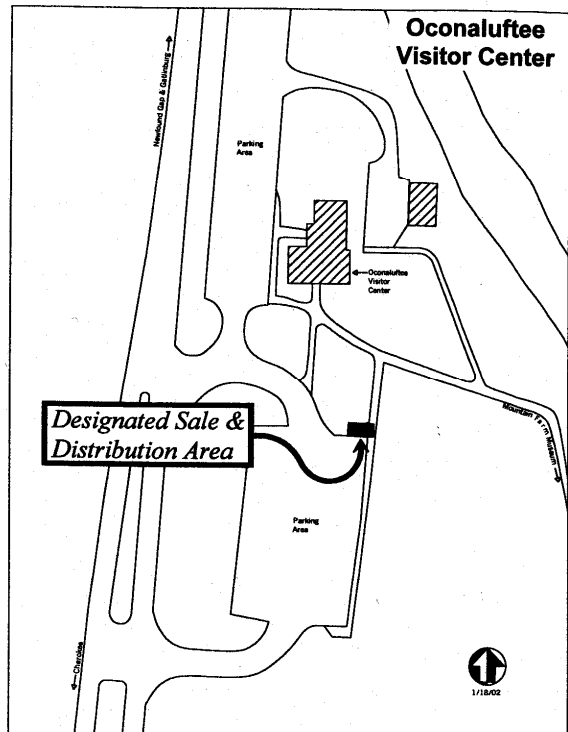 Oconaluftee
Visitor Center
Newfound Gap & Gatlinburg
Parking
Area
Oconaluftee
Visitor
Center
Designated Sale &
Distribution Area
Mountain Farm Museum
Parking
Area
Cherokee
1/18/02